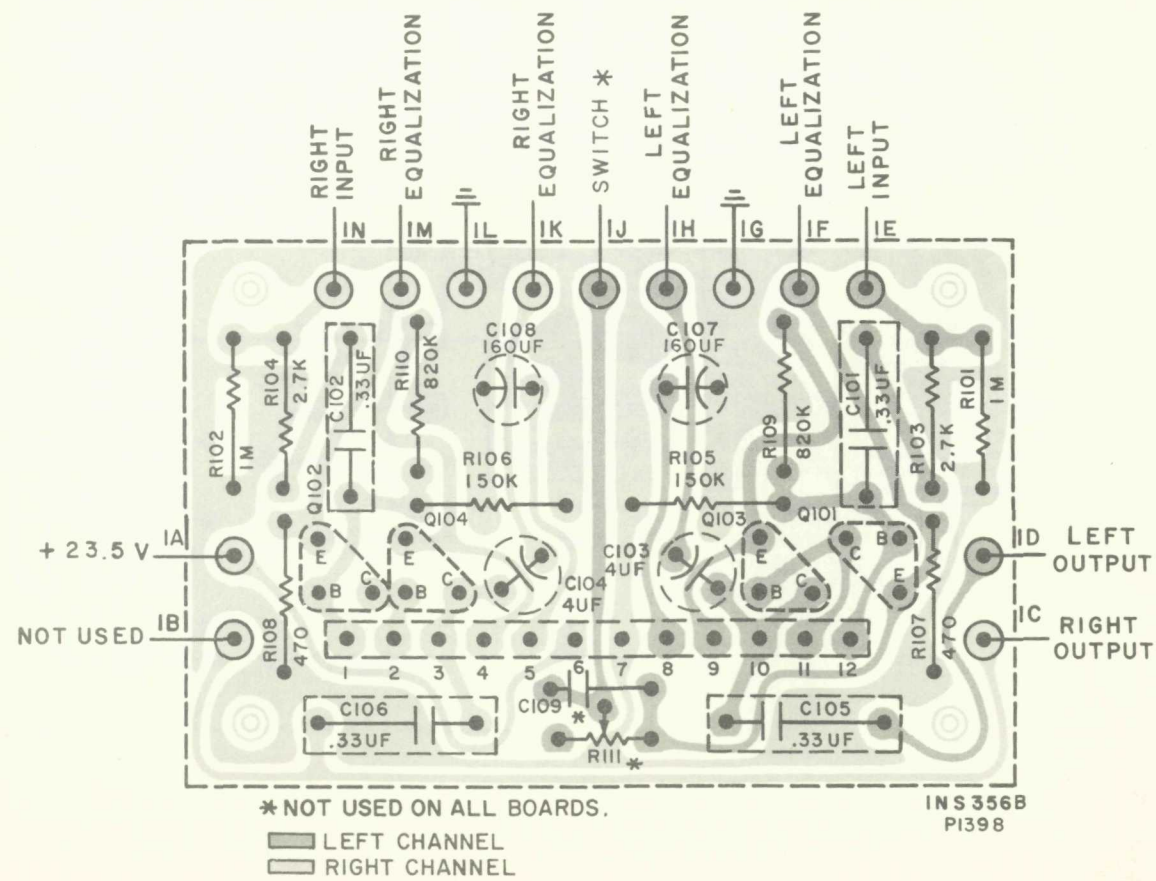 RIGHT
INPUT
RIGHT
EQUALIZATION
RIGHT
EQUALIZATION
SWITCH *
LEFT
EQUALIZATION
LEFT
EQUALIZATION
LEFT
INPUT
IN
IM
IL
IK
IJ
IH
IG
IF
IE
R102
1M
R104
2.7K
C102
.33UF
R110
820K
C108
160UF
C107
160UF
R109
820K
C101
.33UF
R103
2.7K
R101
1M
R106
150K
R105
150K
Q102
Q104
Q103
Q101
E
B
C
E
B
C
C104
4UF
C103
4UF
E
B
C
B
C
E
IA
+ 23.5 V
IB
NOT USED
ID
LEFT
OUTPUT
IC
RIGHT
OUTPUT
R108
470
R107
470
1 2 3 4 5 6 7 8 9 10 11 12
C106
.33UF
C109
*
R111 *
C105
.33UF
* NOT USED ON ALL BOARDS.
LEFT CHANNEL
RIGHT CHANNEL
INS356B
P1398